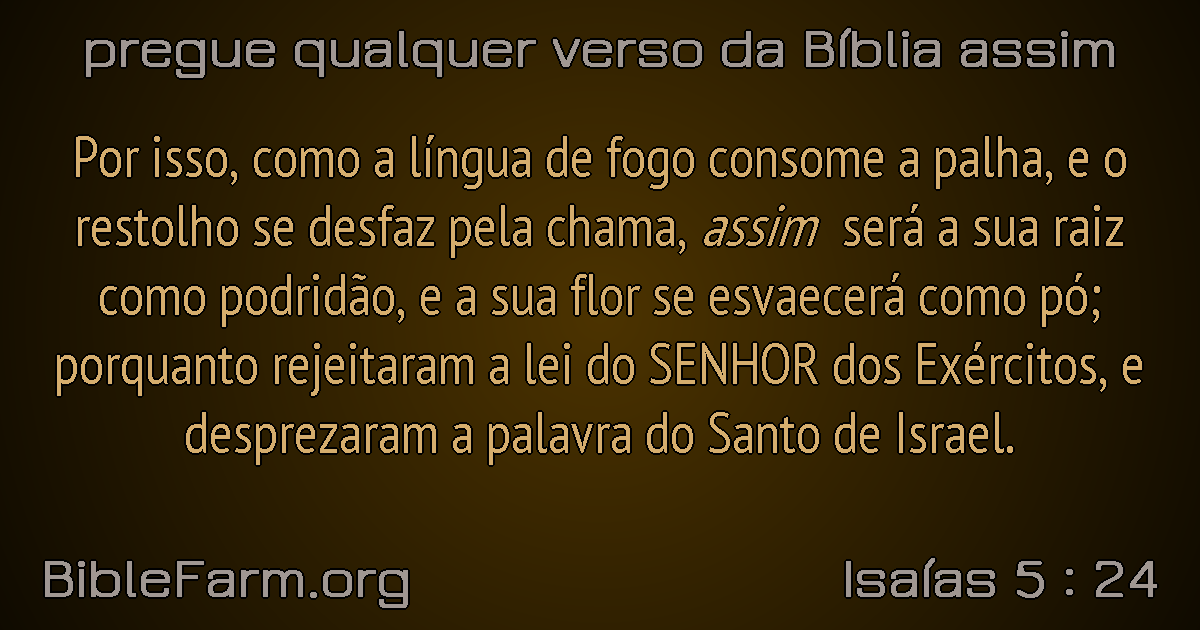 pregue qualquer verso da Bíblia assim
Por isso, como a língua de fogo consome a palha, e o
restolho se desfaz pela chama, assim será a sua raiz
como podridão, e a sua flor se esvaecerá como pó;
porquanto rejeitaram a lei do SENHOR dos Exércitos, e
desprezaram a palavra do Santo de Israel.
BibleFarm.org
Isaías 5 : 24